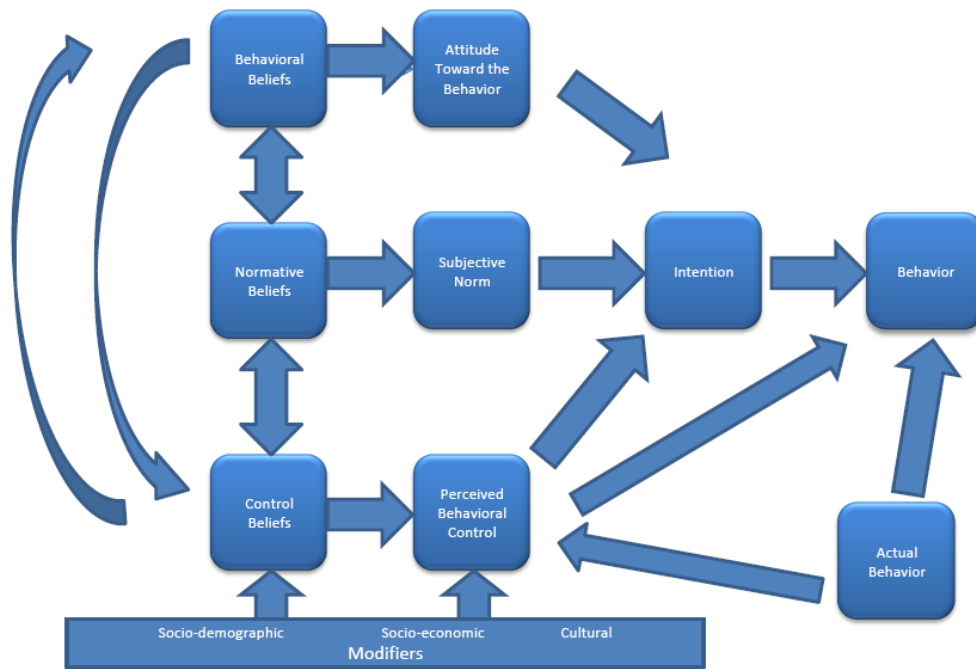 Behavioral
Beliefs
Attitude
Toward the
Behavior
Normative
Beliefs
Subjective
Norm
Intention
Behavior
Control
Beliefs
Perceived
Behavioral
Control
Actual
Behavior
Socio-demographic
Socio-economic
Cultural
Modifiers